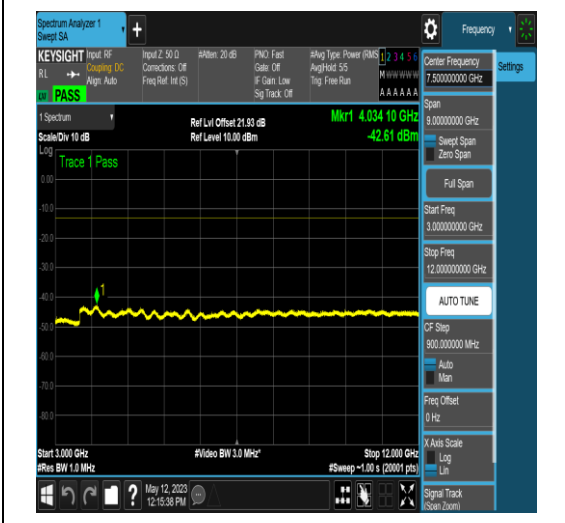 Spectrum Analyzer 1
Swept SA
+
Frequency
KEYSIGHT
Input: RF
Input Z: 50 Ω
#Atten: 20 dB
PNO: Fast
#Avg Type: Power (RMS
1 2 3 4 5 6
RL
Coupling: DC
Corrections: Off
Gate: Off
Avg|Hold: 5/5
M W W W W W
Align: Auto
Freq Ref: Int (S)
IF Gain: Low
Trig: Free Run
Sig Track: Off
A A A A A A
PASS
1 Spectrum
Ref Lvl Offset 21.93 dB
Mkr1 4.034 10 GHz
Scale/Div 10 dB
Ref Level 10.00 dBm
-42.61 dBm
Log
Trace 1 Pass
0.00
-10.0
-20.0
-30.0
1
-40.0
-50.0
-60.0
-70.0
-80.0
Start 3.000 GHz
#Video BW 3.0 MHz*
Stop 12.000 GHz
#Res BW 1.0 MHz
#Sweep ~1.00 s (20001 pts)
May 12, 2023
12:15:38 PM
?
Settings
Center Frequency
7.500000000 GHz
Span
9.00000000 GHz
Swept Span
Zero Span
Full Span
Start Freq
3.000000000 GHz
Stop Freq
12.000000000 GHz
AUTO TUNE
CF Step
900.000000 MHz
Auto
Man
Freq Offset
0 Hz
X Axis Scale
Log
Lin
Signal Track
(Span Zoom)